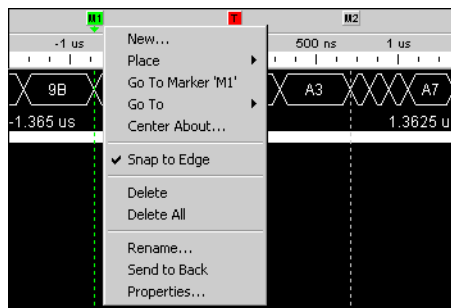 M1 T M2
-1 us 500 ns 1 us
9B A3 A7
-1.365 us 1.3625 u
New...
Place
Go To Marker 'M1'
Go To
Center About...
Snap to Edge
Delete
Delete All
Rename...
Send to Back
Properties...